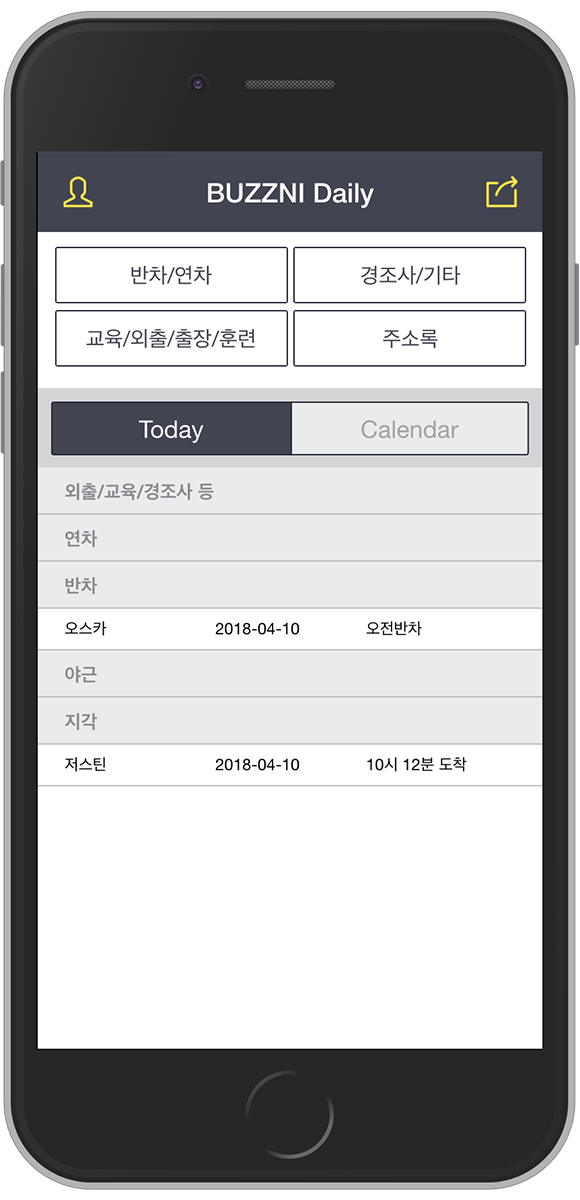 BUZZNI Daily
반차/연차 경조사/기타
교육/외출/출장/훈련 주소록
Today Calendar
외출/교육/경조사 등
연차
반차
오스카 2018-04-10 오전반차
야근
지각
저스틴 2018-04-10 10시 12분 도착